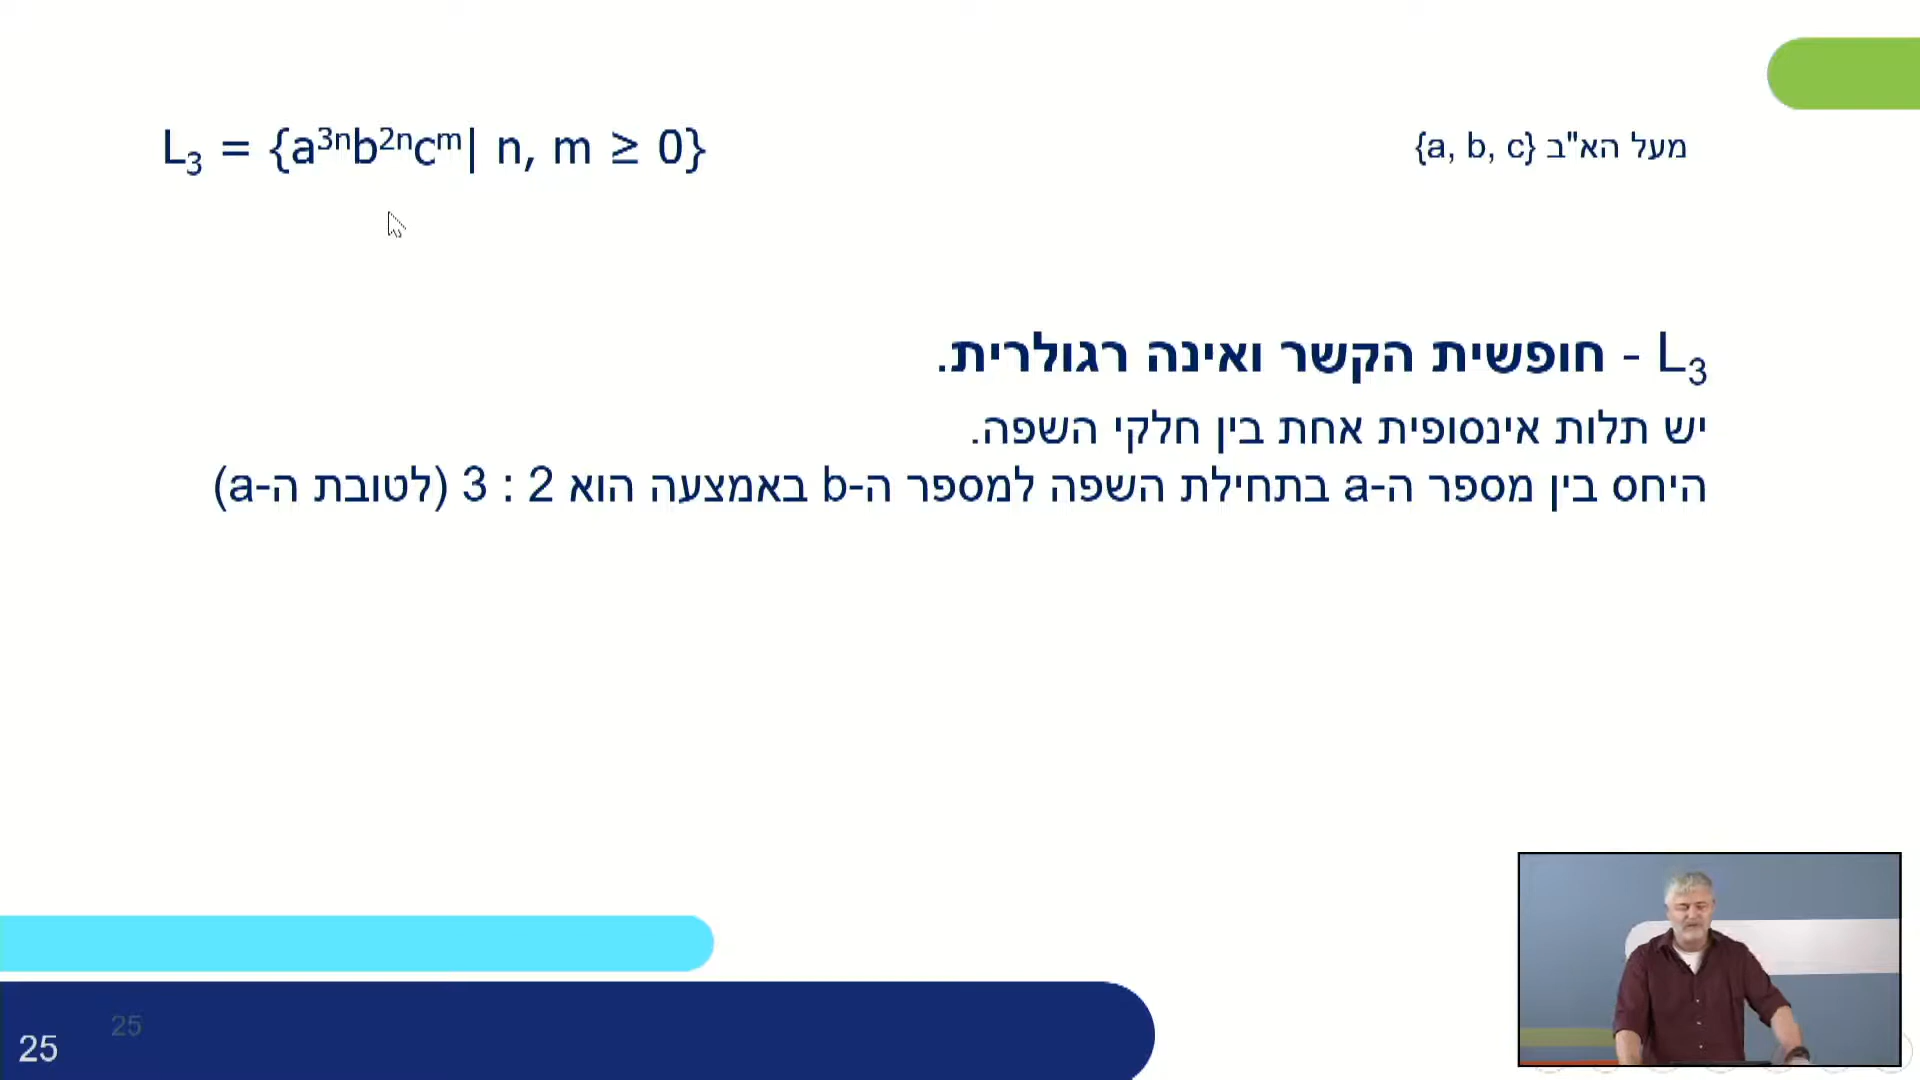 L₃ = {a³ⁿb²ⁿcᵐ| n, m ≥ 0}
מעל הא"ב {a, b, c}
L₃ - חופשית הקשר ואינה רגולרית.
יש תלות אינסופית אחת בין חלקי השפה.
היחס בין מספר ה-a בתחילת השפה למספר ה-b באמצעה הוא 2 : 3 (לטובת ה-a)
25
25